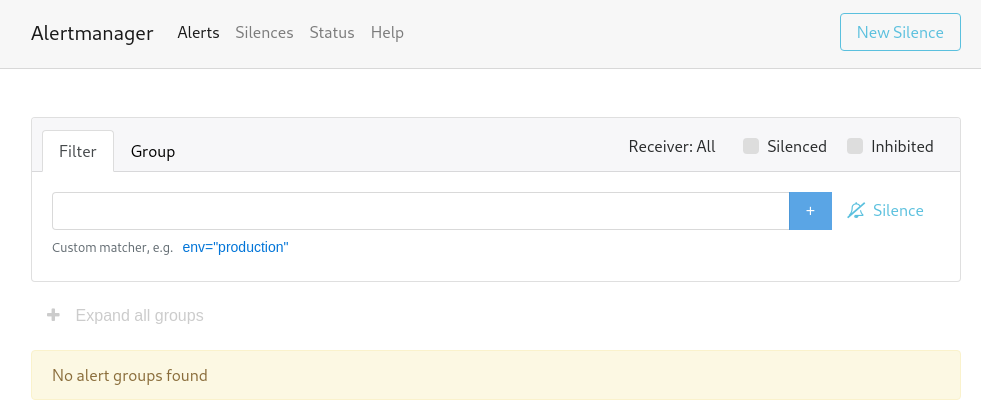 Alertmanager Alerts Silences Status Help New Silence
Filter Group Receiver: All Silenced Inhibited
+ Silence
Custom matcher, e.g. env="production"
+ Expand all groups
No alert groups found